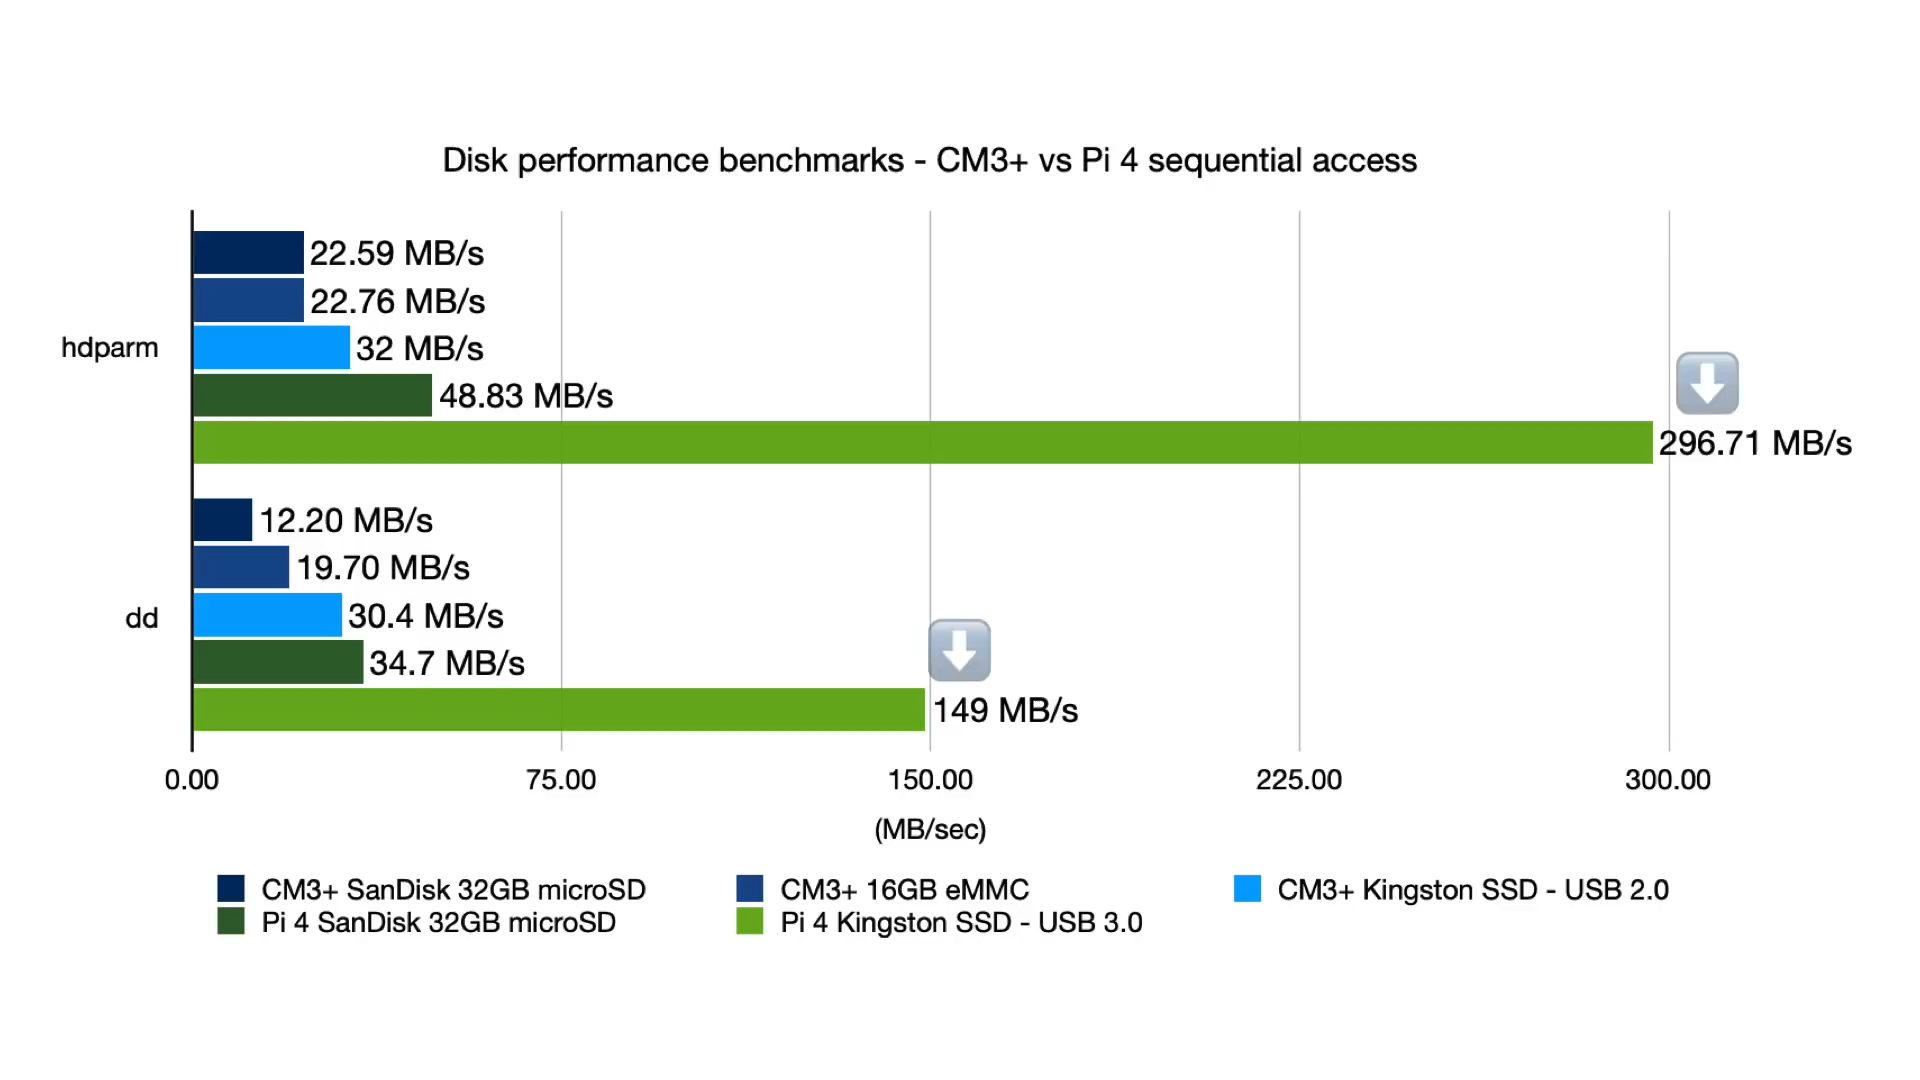 Disk performance benchmarks - CM3+ vs Pi 4 sequential access
22.59 MB/s
22.76 MB/s
hdparm
32 MB/s
48.83 MB/s
296.71 MB/s
12.20 MB/s
19.70 MB/s
dd
30.4 MB/s
34.7 MB/s
149 MB/s
0.00 75.00 150.00 225.00 300.00
(MB/sec)
CM3+ SanDisk 32GB microSD CM3+ 16GB eMMC CM3+ Kingston SSD - USB 2.0
Pi 4 SanDisk 32GB microSD Pi 4 Kingston SSD - USB 3.0